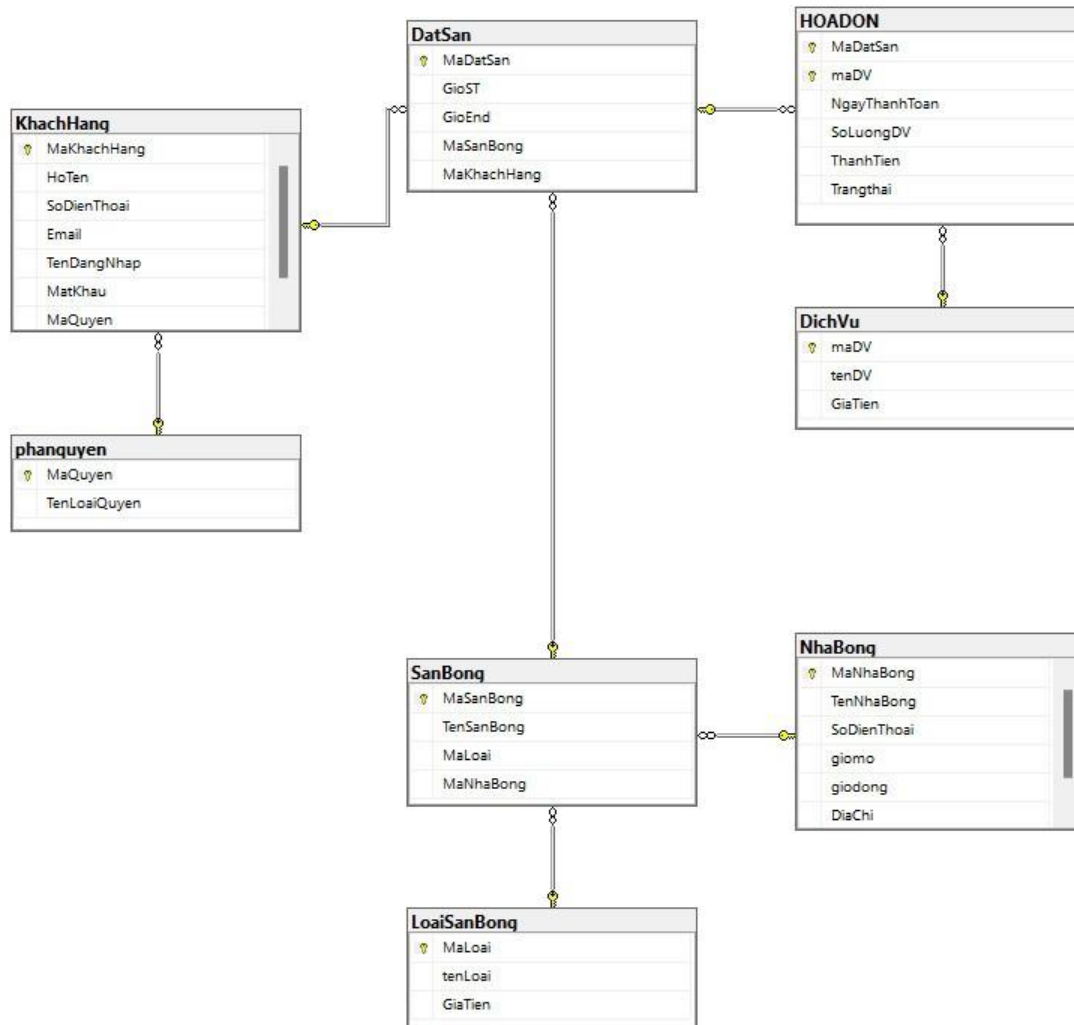 DatSan
MaDatSan
GioST
GioEnd
MaSanBong
MaKhachHang
HOADON
MaDatSan
maDV
NgayThanhToan
SoLuongDV
ThanhTien
Trangthai
KhachHang
MaKhachHang
HoTen
SoDienThoai
Email
TenDangNhap
MatKhau
MaQuyen
DichVu
maDV
tenDV
GiaTien
phanquyen
MaQuyen
TenLoaiQuyen
SanBong
MaSanBong
TenSanBong
MaLoai
MaNhaBong
NhaBong
MaNhaBong
TenNhaBong
SoDienThoai
giomo
giodong
DiaChi
LoaiSanBong
MaLoai
tenLoai
GiaTien